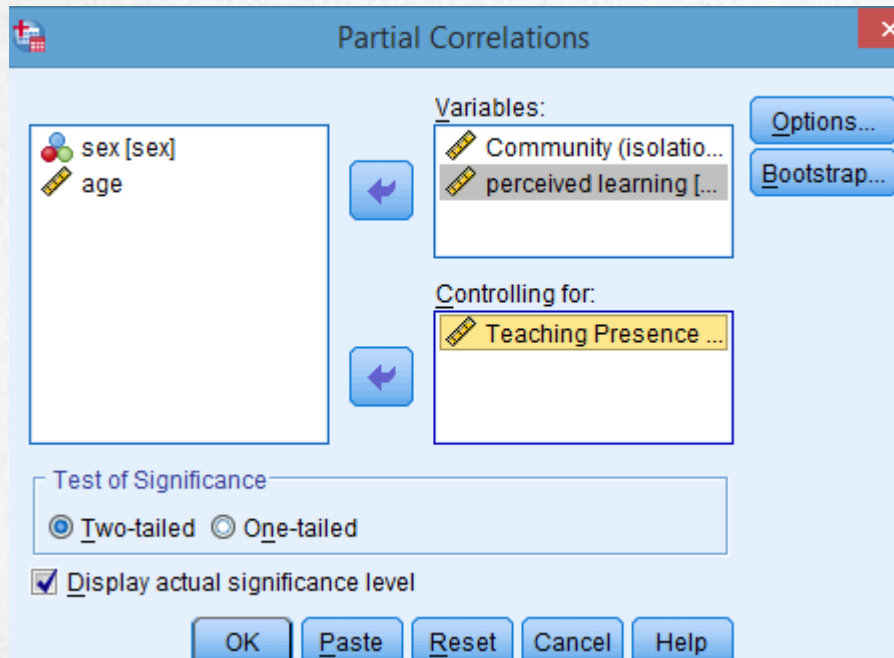 Partial Correlations
sex [sex]
age
Variables:
Community (isolatio...
perceived learning [...
Controlling for:
Teaching Presence ...
Options...
Bootstrap...
Test of Significance
Two-tailed One-tailed
Display actual significance level
OK Paste Reset Cancel Help